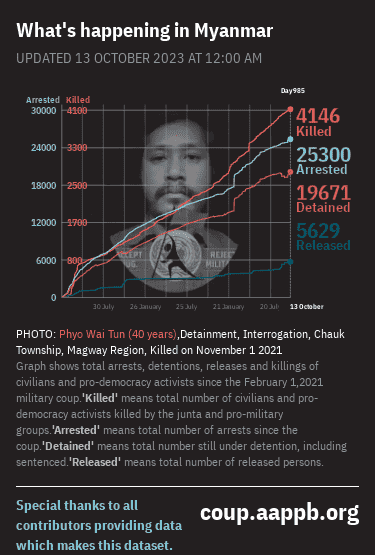 What's happening in Myanmar
UPDATED 13 OCTOBER 2023 AT 12:00 AM
Day985
Arrested Killed
30000 4100
24000 3300
18000 2500
12000 1700
6000 800
0
4146
Killed
25300
Arrested
19671
Detained
5629
Released
REJECT
MILIT
30 July 26 January 25 July 21 January 20 July 13 October
PHOTO: Phyo Wai Tun (40 years),Detainment, Interrogation, Chauk
Township, Magway Region, Killed on November 1 2021
Graph shows total arrests, detentions, releases and killings of
civilians and pro-democracy activists since the February 1,2021
military coup.'Killed' means total number of civilians and pro-
democracy activists killed by the junta and pro-military
groups.'Arrested' means total number of arrests since the
coup.'Detained' means total number still under detention, including
sentenced.'Released' means total number of released persons.
Special thanks to all
contributors providing data
which makes this dataset.
coup.aappb.org